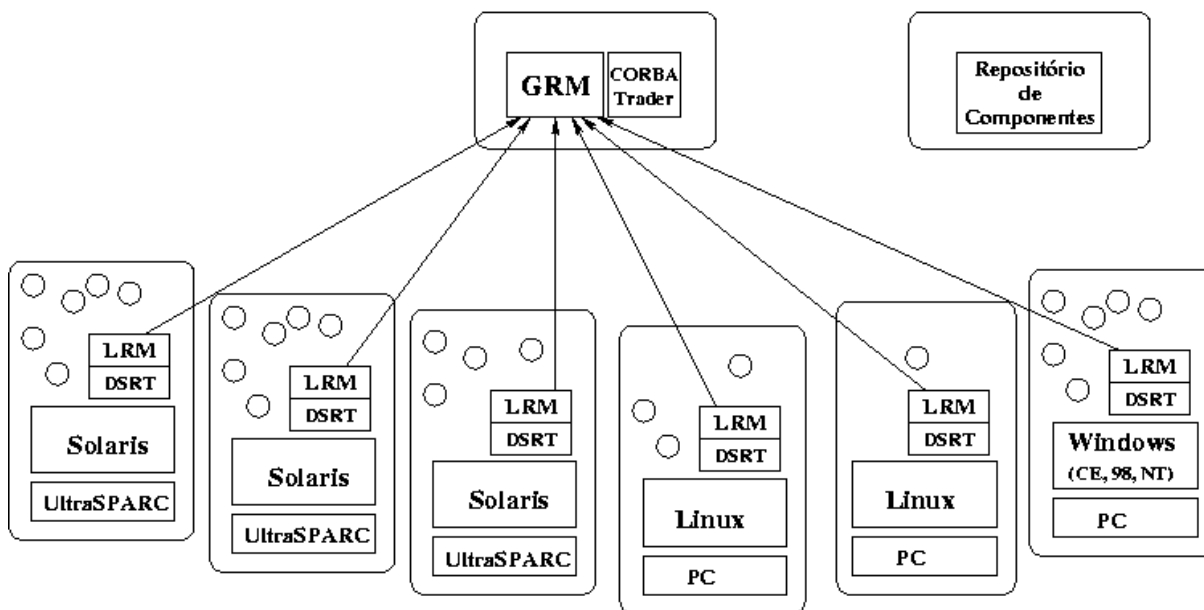 GRM
CORBA
Trader
Repositório
de
Componentes
LRM
DSRT
Solaris
UltraSPARC
LRM
DSRT
Solaris
UltraSPARC
LRM
DSRT
Solaris
UltraSPARC
LRM
DSRT
Linux
PC
LRM
DSRT
Linux
PC
LRM
DSRT
Windows
(CE, 98, NT)
PC